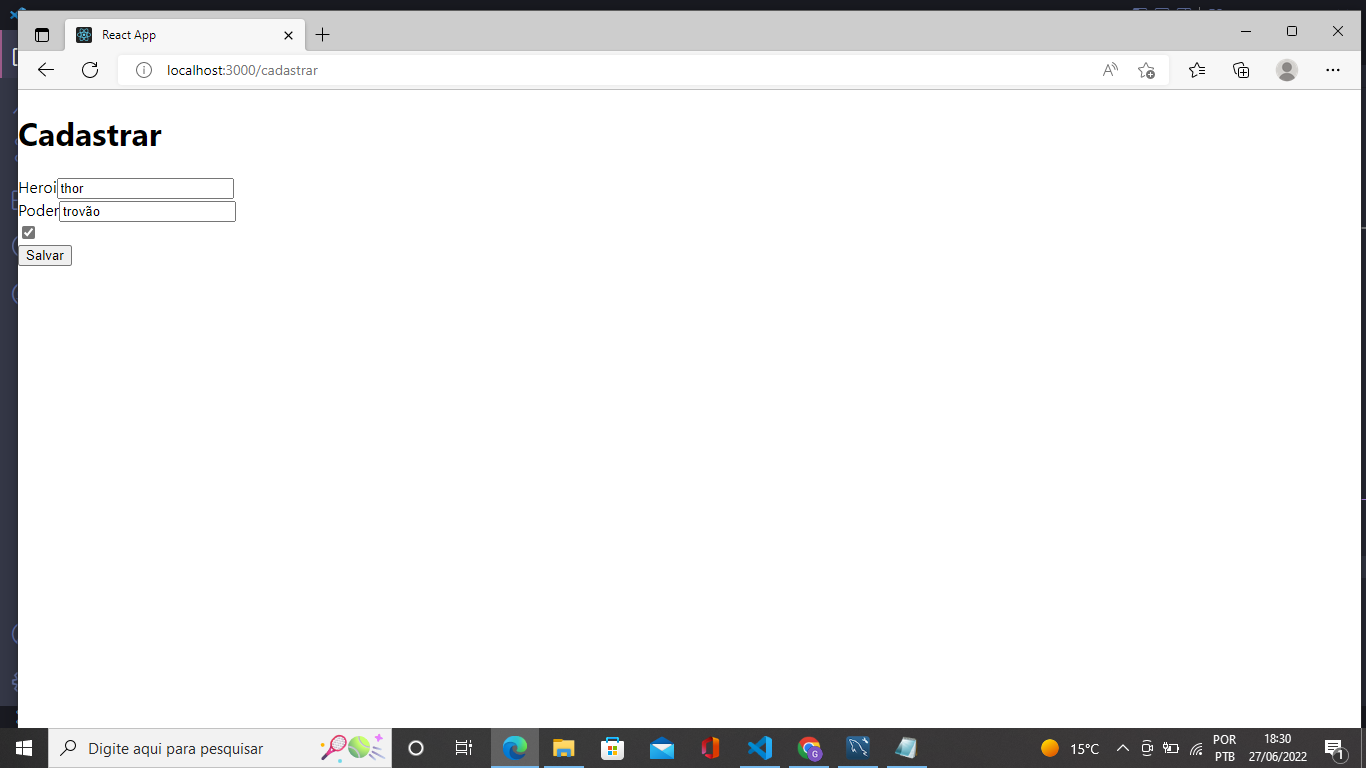 React App
localhost:3000/cadastrar
Cadastrar
Heroi thor
Poder trovão
Salvar
Digite aqui para pesquisar
15°C
POR
PTB
18:30
27/06/2022
1